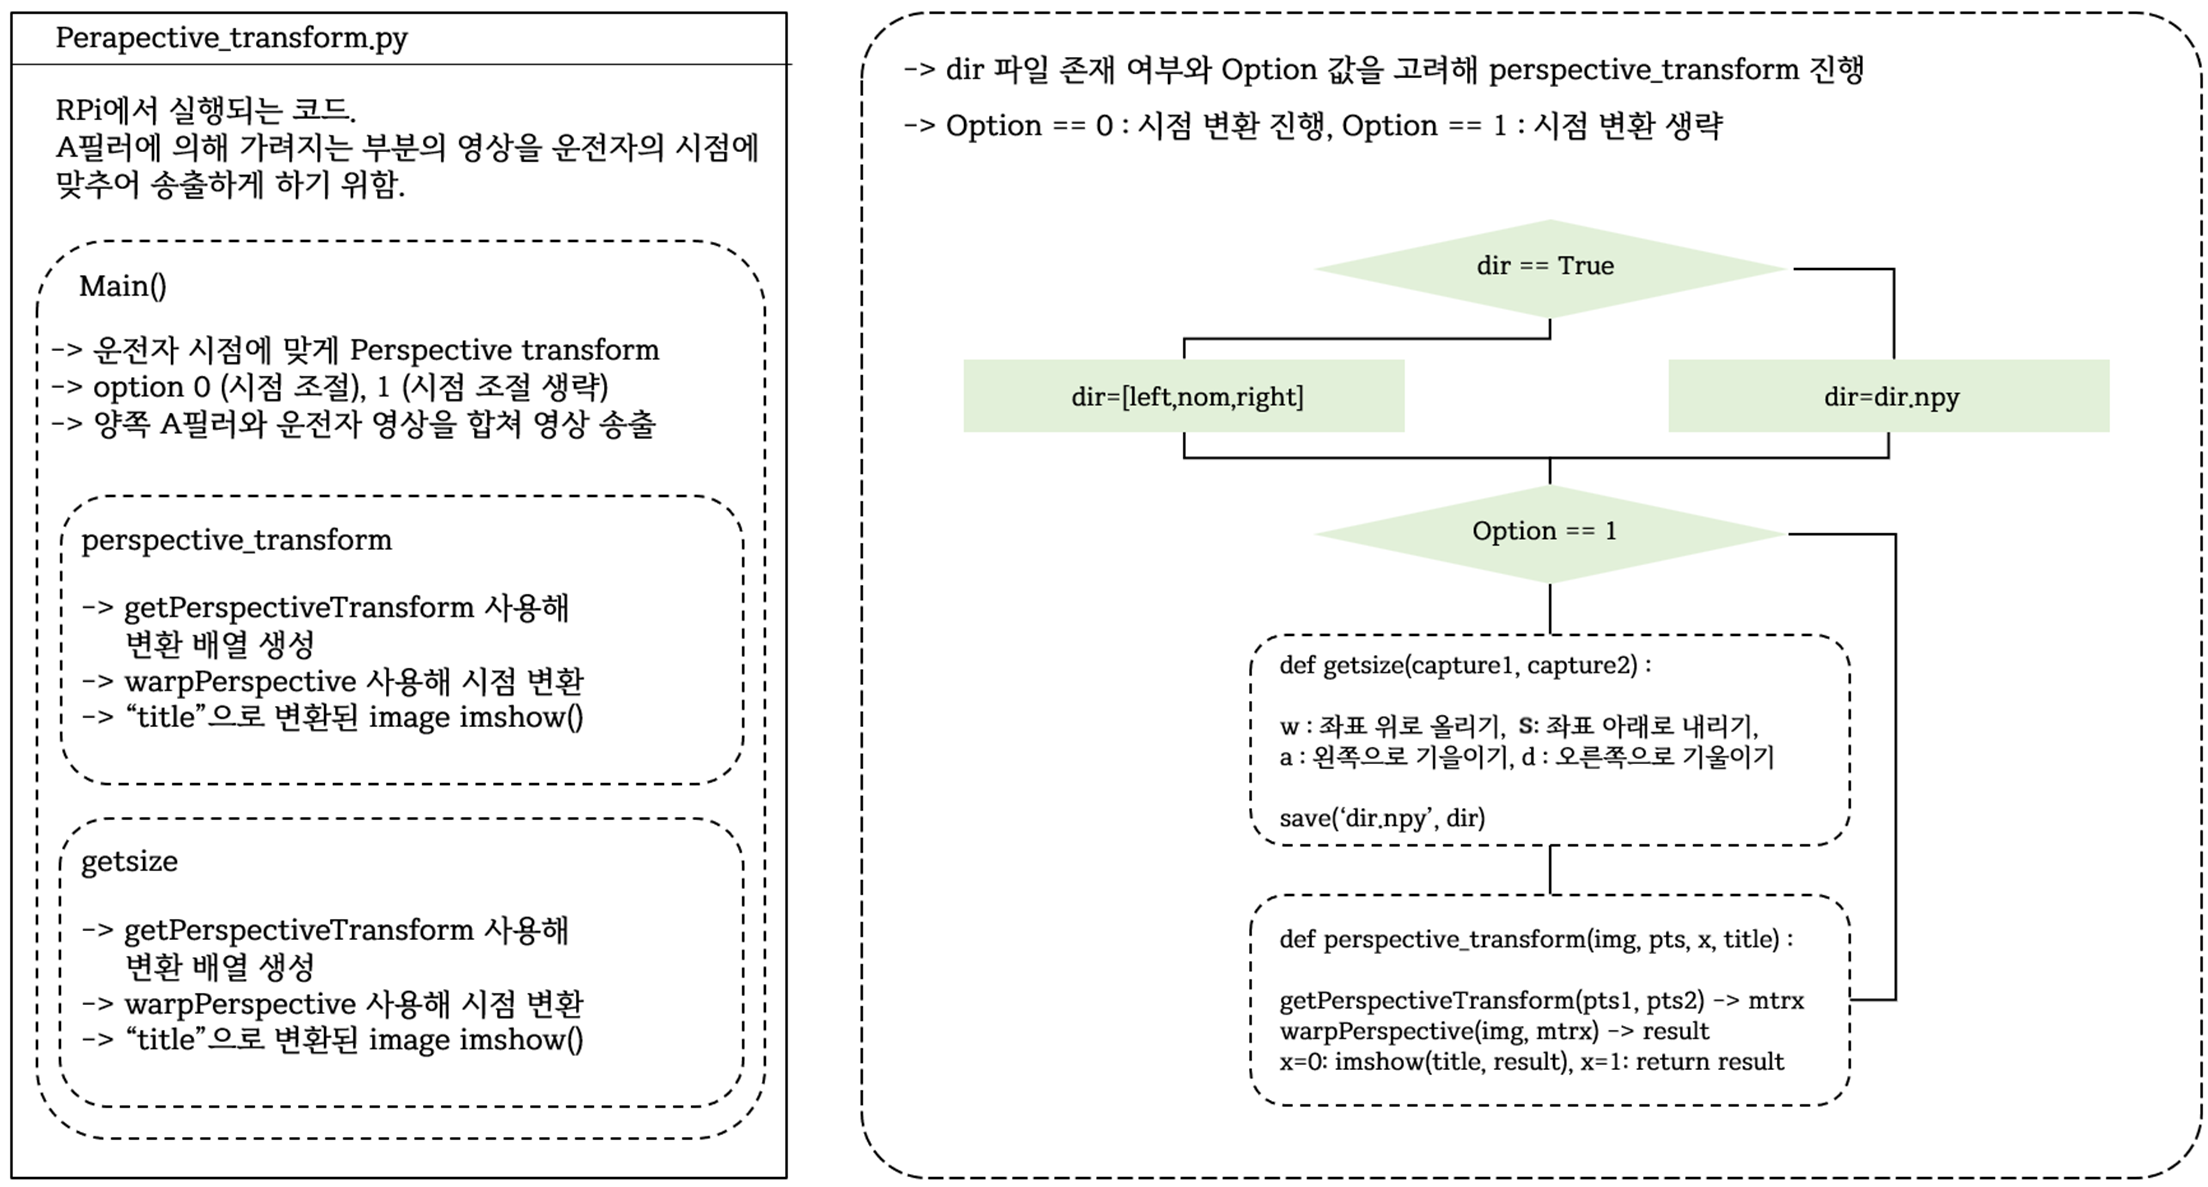 Perapective_transform.py
RPi에서 실행되는 코드.
A필러에 의해 가려지는 부분의 영상을 운전자의 시점에
맞추어 송출하게 하기 위함.
Main()
-> 운전자 시점에 맞게 Perspective transform
-> option 0 (시점 조절), 1 (시점 조절 생략)
-> 양쪽 A필러와 운전자 영상을 합쳐 영상 송출
perspective_transform
-> getPerspectiveTransform 사용해
변환 배열 생성
-> warpPerspective 사용해 시점 변환
-> “title”으로 변환된 image imshow()
getsize
-> getPerspectiveTransform 사용해
변환 배열 생성
-> warpPerspective 사용해 시점 변환
-> “title”으로 변환된 image imshow()
-> dir 파일 존재 여부와 Option 값을 고려해 perspective_transform 진행
-> Option == 0 : 시점 변환 진행, Option == 1 : 시점 변환 생략
dir == True
dir=[left,nom,right]
dir=dir.npy
Option == 1
def getsize(capture1, capture2) :
w : 좌표 위로 올리기, S: 좌표 아래로 내리기,
a : 왼쪽으로 기을이기, d : 오른쪽으로 기울이기
save(‘dir.npy’, dir)
def perspective_transform(img, pts, x, title) :
getPerspectiveTransform(pts1, pts2) -> mtrx
warpPerspective(img, mtrx) -> result
x=0: imshow(title, result), x=1: return result